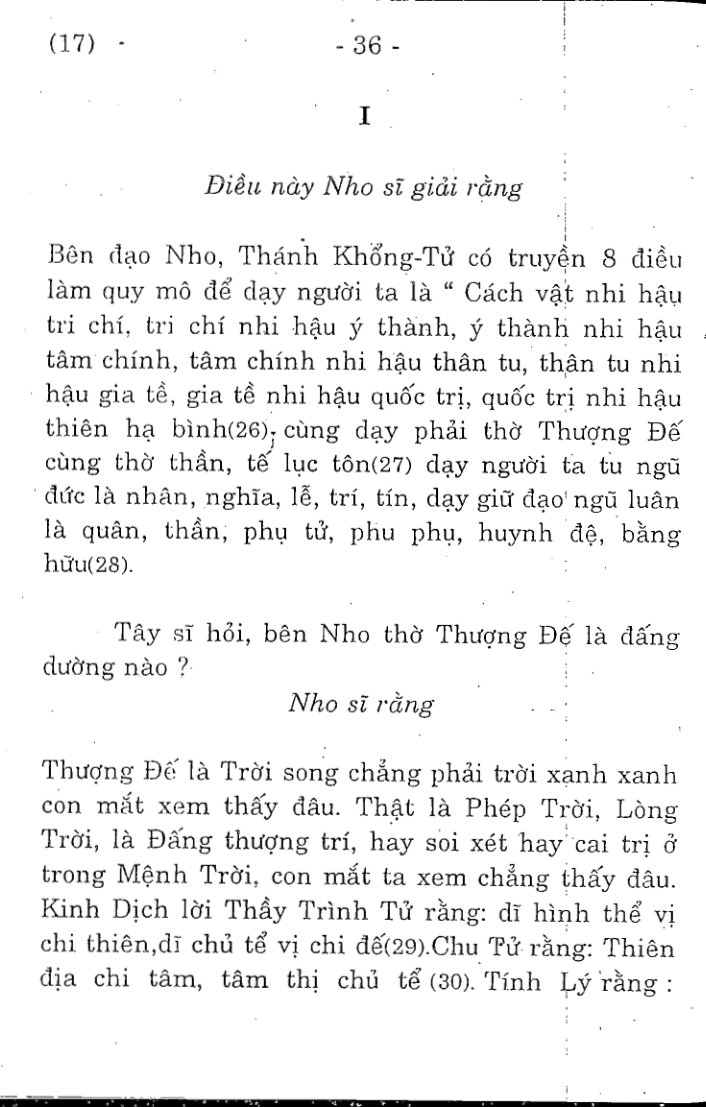 (17)
- 36 -
I
Điều này Nho sĩ giải rằng
Bên đạo Nho, Thánh Khổng-Tử có truyền 8 điều
làm quy mô để dạy người ta là “ Cách vật nhi hậu
tri chí, tri chí nhi hậu ý thành, ý thành nhi hậu
tâm chính, tâm chính nhi hậu thân tu, thân tu nhi
hậu gia tề, gia tề nhi hậu quốc trị, quốc trị nhi hậu
thiên hạ bình(26); cùng dạy phải thờ Thượng Đế
cùng thờ thần, tế lục tôn(27) dạy người ta tu ngũ
đức là nhân, nghĩa, lễ, trí, tín, dạy giữ đạo ngũ luân
là quân, thần, phụ tử, phu phụ, huynh đệ, bằng
hữu(28).
Tây sĩ hỏi, bên Nho thờ Thượng Đế là đấng
dường nào ?
Nho sĩ rằng
Thượng Đế là Trời song chẳng phải trời xanh xanh
con mắt xem thấy đâu. Thật là Phép Trời, Lòng
Trời, là Đấng thượng trí, hay soi xét hay cai trị ở
trong Mệnh Trời, con mắt ta xem chẳng thấy đâu.
Kinh Dịch lời Thầy Trình Tử rằng: dĩ hình thể vị
chi thiên,dĩ chủ tể vị chi đế(29).Chu Tử rằng: Thiên
địa chi tâm, tâm thị chủ tể (30). Tính Lý rằng :